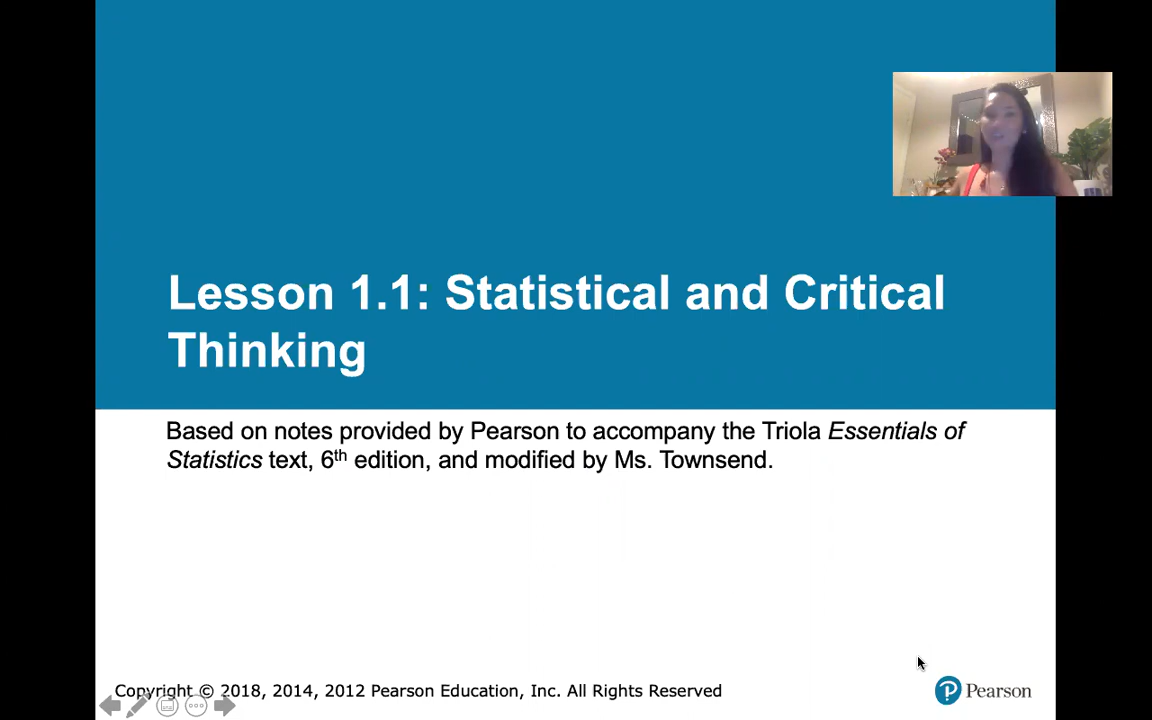 Lesson 1.1: Statistical and Critical
Thinking
Based on notes provided by Pearson to accompany the Triola Essentials of
Statistics text, 6th edition, and modified by Ms. Townsend.
Copyright © 2018, 2014, 2012 Pearson Education, Inc. All Rights Reserved
Pearson